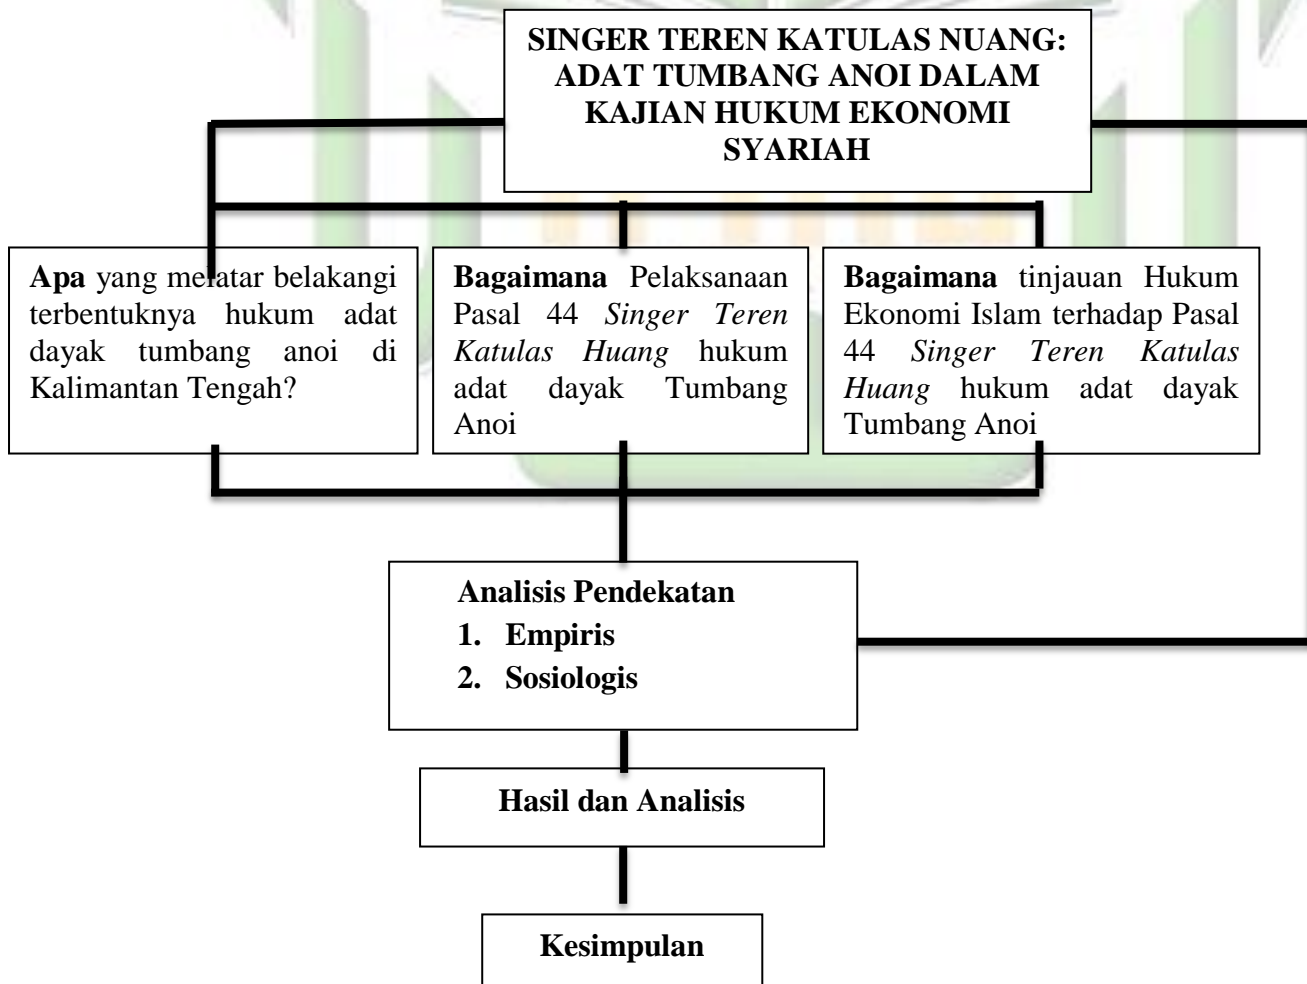 SINGER TEREN KATULAS NUANG:
ADAT TUMBANG ANOI DALAM
KAJIAN HUKUM EKONOMI
SYARIAH
Apa yang melatar belakangi
terbentuknya hukum adat
dayak tumbang anoi di
Kalimantan Tengah?
Bagaimana Pelaksanaan
Pasal 44 Singer Teren
Katulas Huang hukum
adat dayak Tumbang
Anoi
Bagaimana tinjauan Hukum
Ekonomi Islam terhadap Pasal
44 Singer Teren Katulas
Huang hukum adat dayak
Tumbang Anoi
Analisis Pendekatan
1. Empiris
2. Sosiologis
Hasil dan Analisis
Kesimpulan